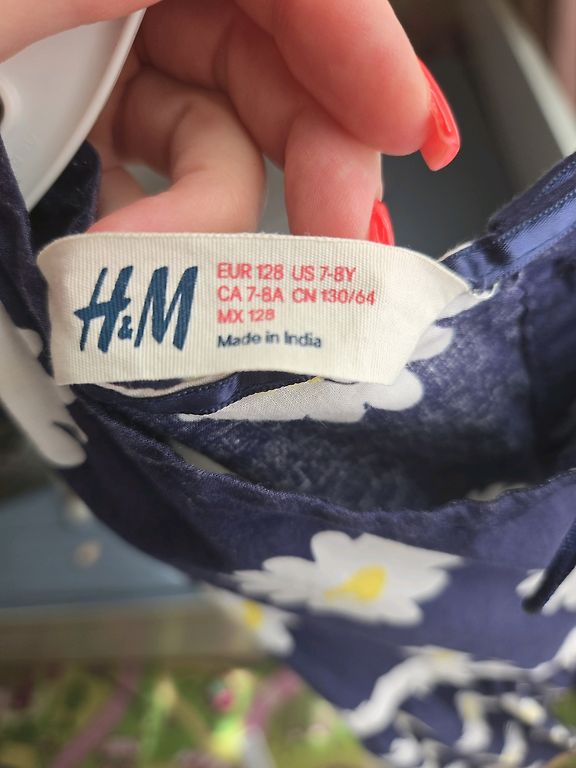 H&M
EUR 128 US 7-8Y
CA 7-8A CN 130/64
MX 128
Made in India